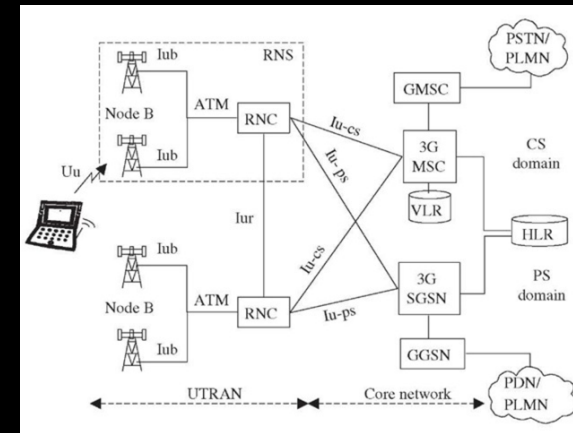 Iub
RNS
PSTN/
PLMN
GMSC
Node B
ATM
RNC
Iu-cs
3G
MSC
CS
domain
Iub
Uu
Iu- ps
VLR
Iur
HLR
Iub
Iu-cs
3G
SGSN
PS
domain
Node B
ATM
RNC
Iu-ps
Iub
GGSN
UTRAN
Core network
PDN/
PLMN